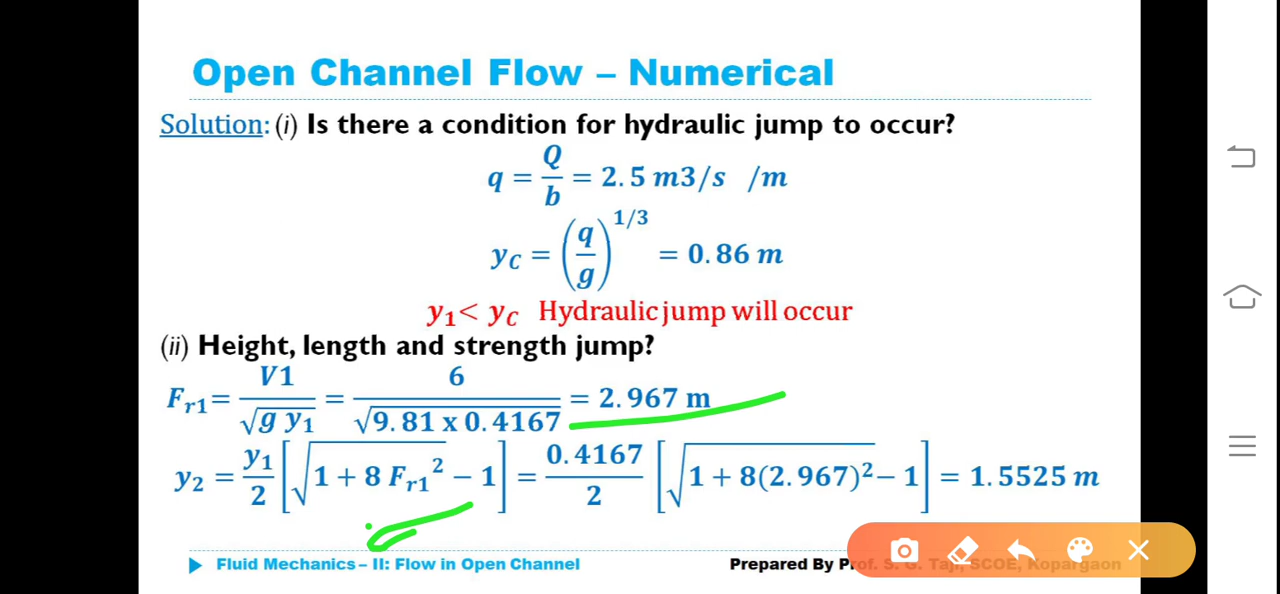 Open Channel Flow – Numerical
Solution: (i) Is there a condition for hydraulic jump to occur?
q = Q/b = 2.5 m3/s /m
yC = (q/g)^1/3 = 0.86 m
y1 < yC Hydraulic jump will occur
(ii) Height, length and strength jump?
Fr1 = V1/√(g y1) = 6/√(9.81 x 0.4167) = 2.967 m
y2 = y1/2 [√(1 + 8 Fr1²) – 1] = 0.4167/2 [√(1 + 8(2.967)²) – 1] = 1.5525 m
Fluid Mechanics – II: Flow in Open Channel
Prepared By Prof. S. G. Taji, SCOE, Kopargaon